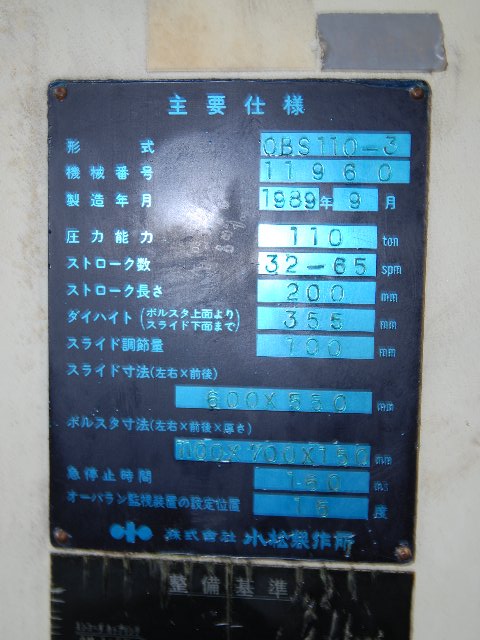 主要仕様
形式 OBS110-3
機械番号 11960
製造年月 1989年 9月
圧力能力 110 ton
ストローク数 32-65 spm
ストローク長さ 200 mm
ダイハイト(ボルスタ上面より
スライド下面まで) 355 mm
スライド調節量 100 mm
スライド寸法(左右×前後)
600×550 mm
ボルスタ寸法(左右×前後×厚さ)
1100×700×150 mm
急停止時間 160 ms
オーバラン監視装置の設定位置 15 度
株式会社 小松製作所
整備基準